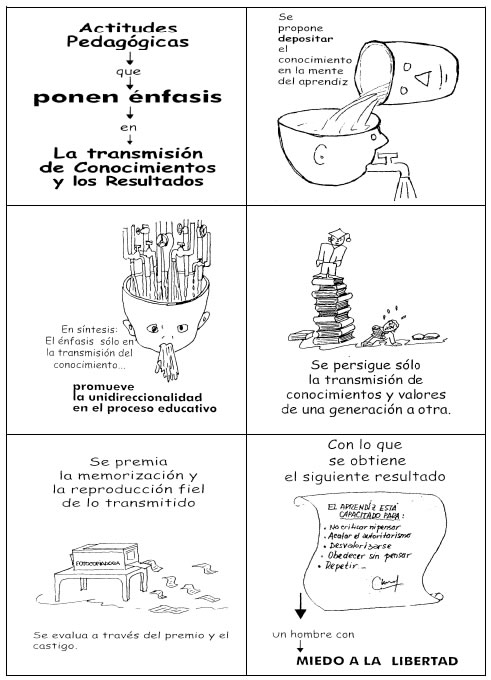 Actitudes
Pedagógicas
que
ponen énfasis
en
La transmisión
de Conocimientos
y los Resultados
Se
propone
depositar
el
conocimiento
en la mente
del aprendiz
En síntesis:
El énfasis sólo en
la transmisión del
conocimiento...
promueve
la unidireccionalidad
en el proceso educativo
Se persigue sólo
la transmisión de
conocimientos y valores
de una generación a otra.
Se premia
la memorización y
la reproducción fiel
de lo transmitido
FOTOCOPIADORA
Se evalua a través del premio y el
castigo.
Con lo que
se obtiene
el siguiente resultado
EL APRENDIZ ESTÁ
CAPACITADO PARA:
• No criticar ni pensar
• Acatar el autoritarismo
• Desvalorizarse
• Obedecer sin pensar
• Repetir...
un hombre con
MIEDO A LA LIBERTAD